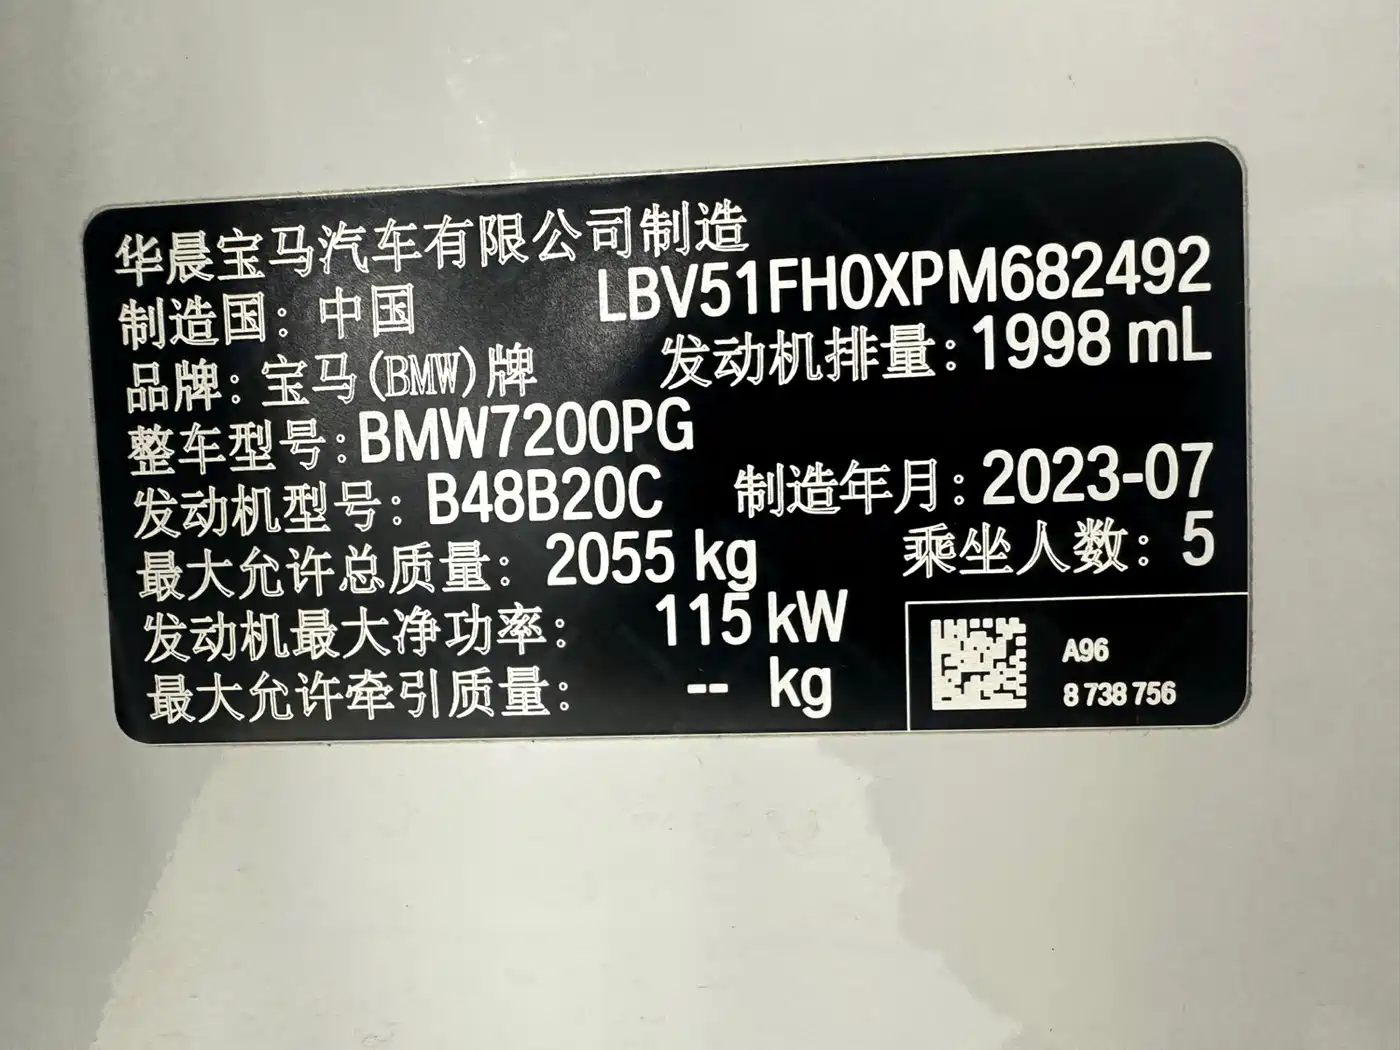 华晨宝马汽车有限公司制造
LBV51FH0XPM682492
制造国：中国
品牌：宝马(BMW)牌
发动机排量：1998 mL
整车型号：BMW7200PG
发动机型号：B48B20C
制造年月：2023-07
最大允许总质量：2055 kg
乘坐人数：5
发动机最大净功率：115 kW
最大允许牵引质量：-- kg
A96
8 738 756